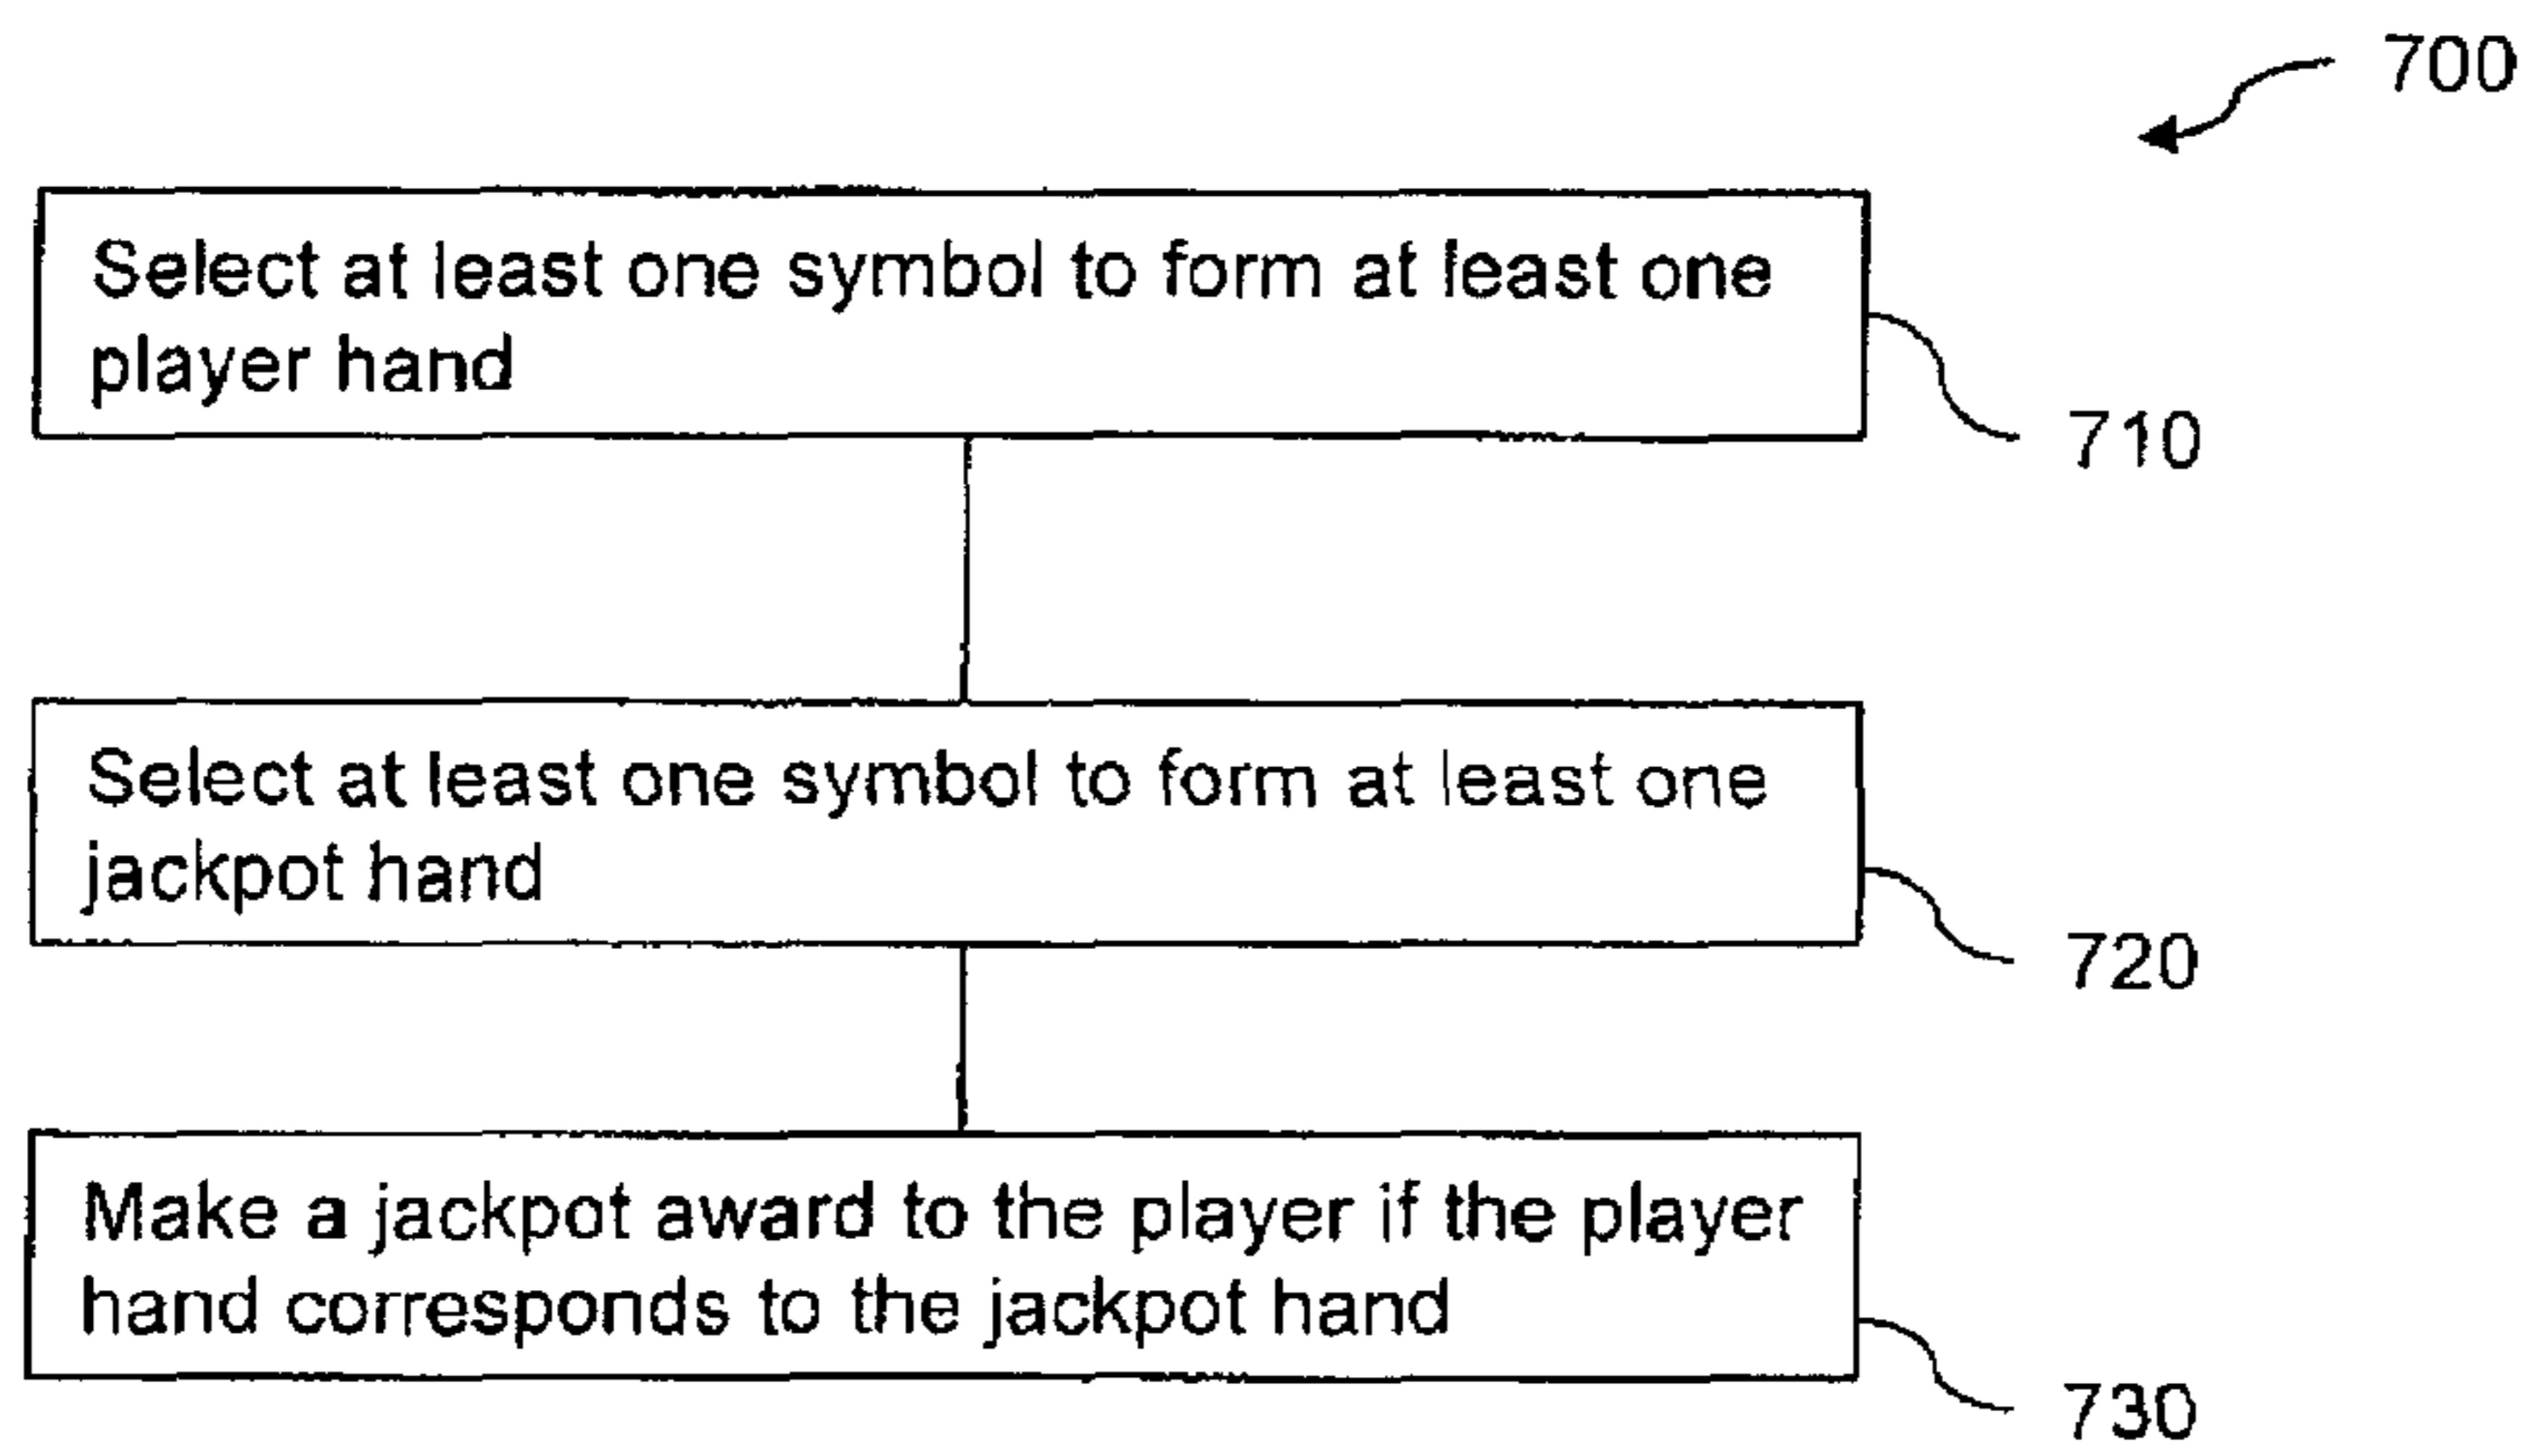 700
Select at least one symbol to form at least one
player hand
710
Select at least one symbol to form at least one
jackpot hand
720
Make a jackpot award to the player if the player
hand corresponds to the jackpot hand
730